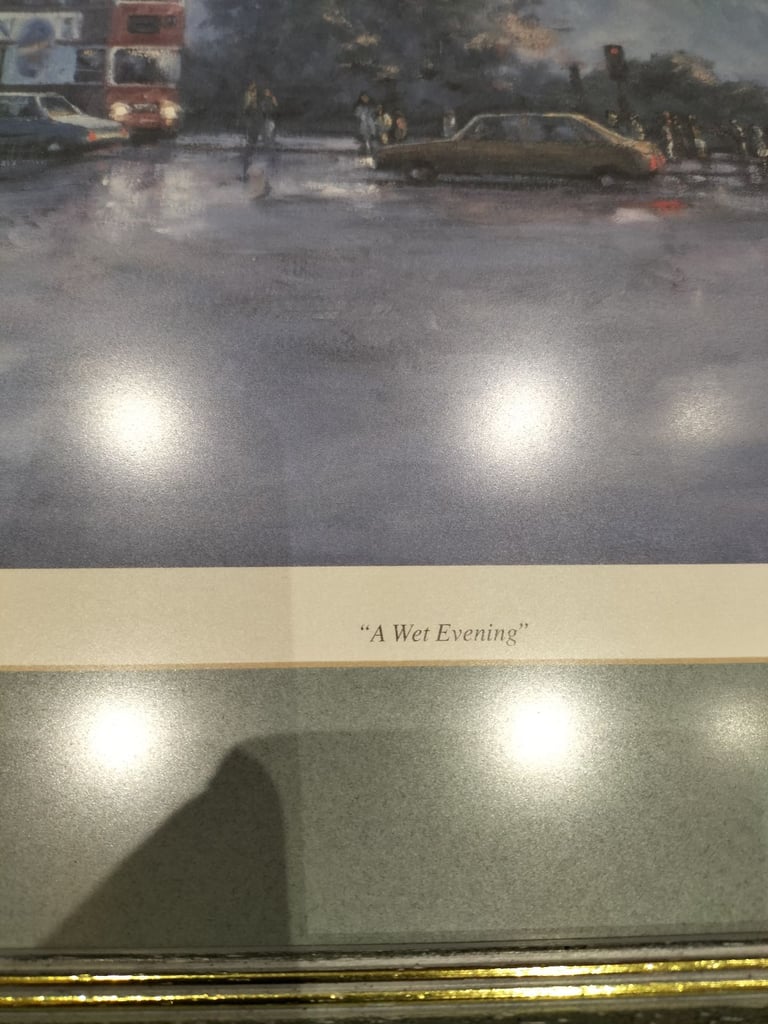 “A Wet Evening”